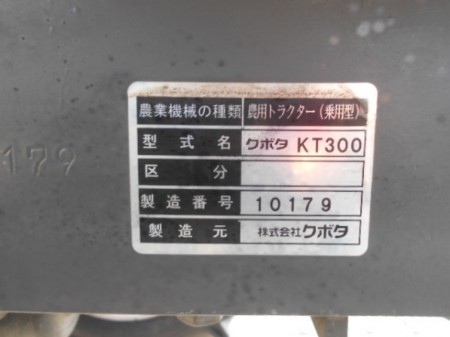 農業機械の種類 農用トラクター(乗用型)
型式名 クボタ KT300
区分
製造番号 10179
製造元 株式会社クボタ
179